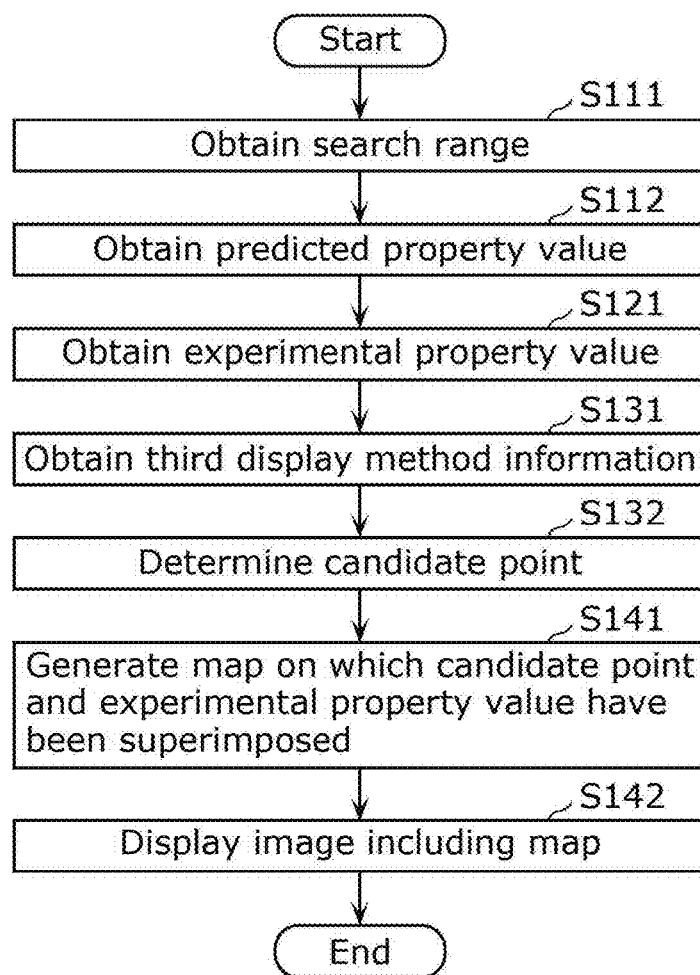 Start
S111
Obtain search range
S112
Obtain predicted property value
S121
Obtain experimental property value
S131
Obtain third display method information
S132
Determine candidate point
S141
Generate map on which candidate point
and experimental property value have
been superimposed
S142
Display image including map
End